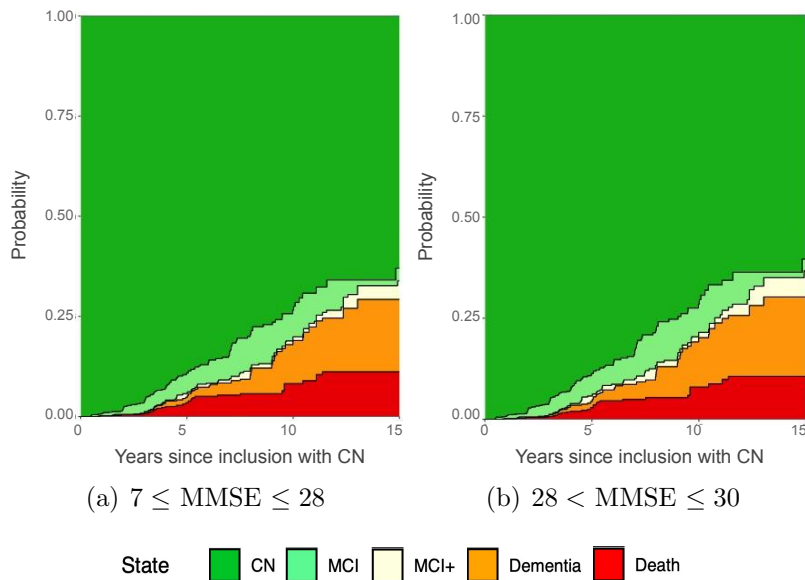 1.00
0.75
0.50
0.25
0.00
Probability
0
5
10
15
Years since inclusion with CN
(a) 7 ≤ MMSE ≤ 28
1.00
0.75
0.50
0.25
0.00
Probability
0
5
10
15
Years since inclusion with CN
(b) 28 < MMSE ≤ 30
State CN MCI MCI+ Dementia Death